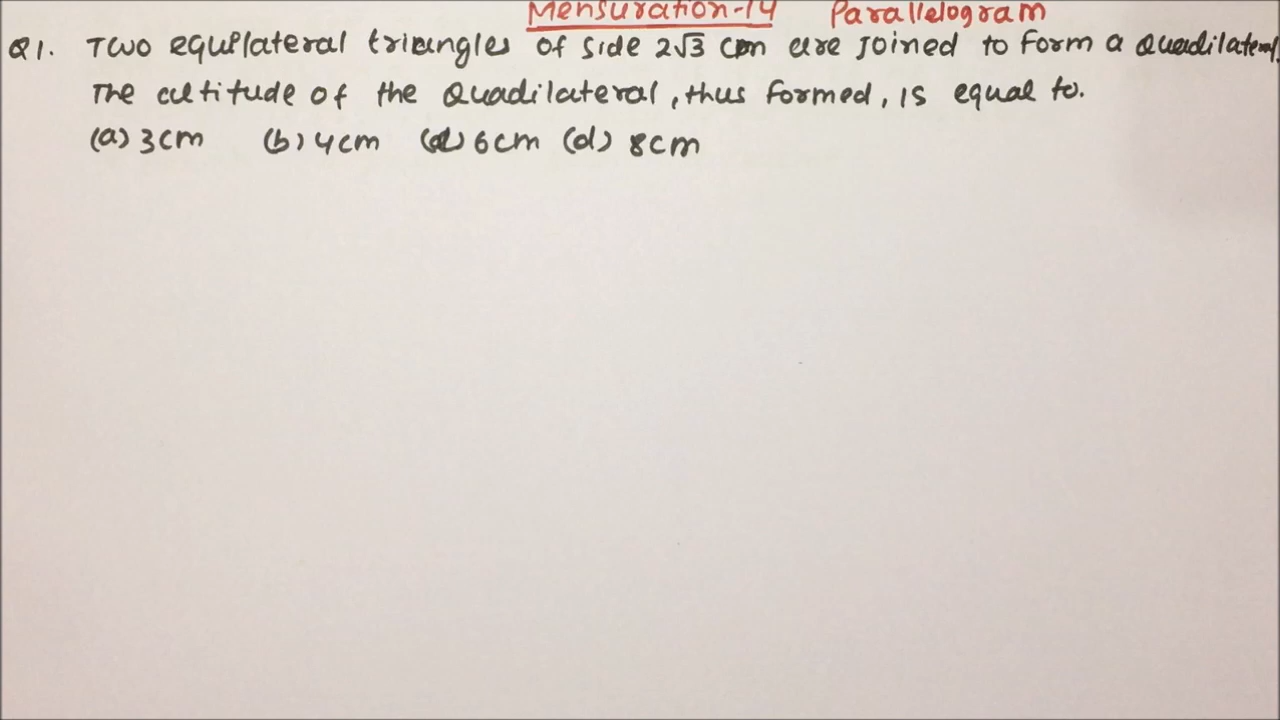 Mensuration-14 Parallelogram
Q1. Two equilateral triangles of side 2√3 cm are joined to form a Quadilateral.
The altitude of the Quadilateral, thus formed, is equal to.
(a) 3cm (b) 4cm (c) 6cm (d) 8cm